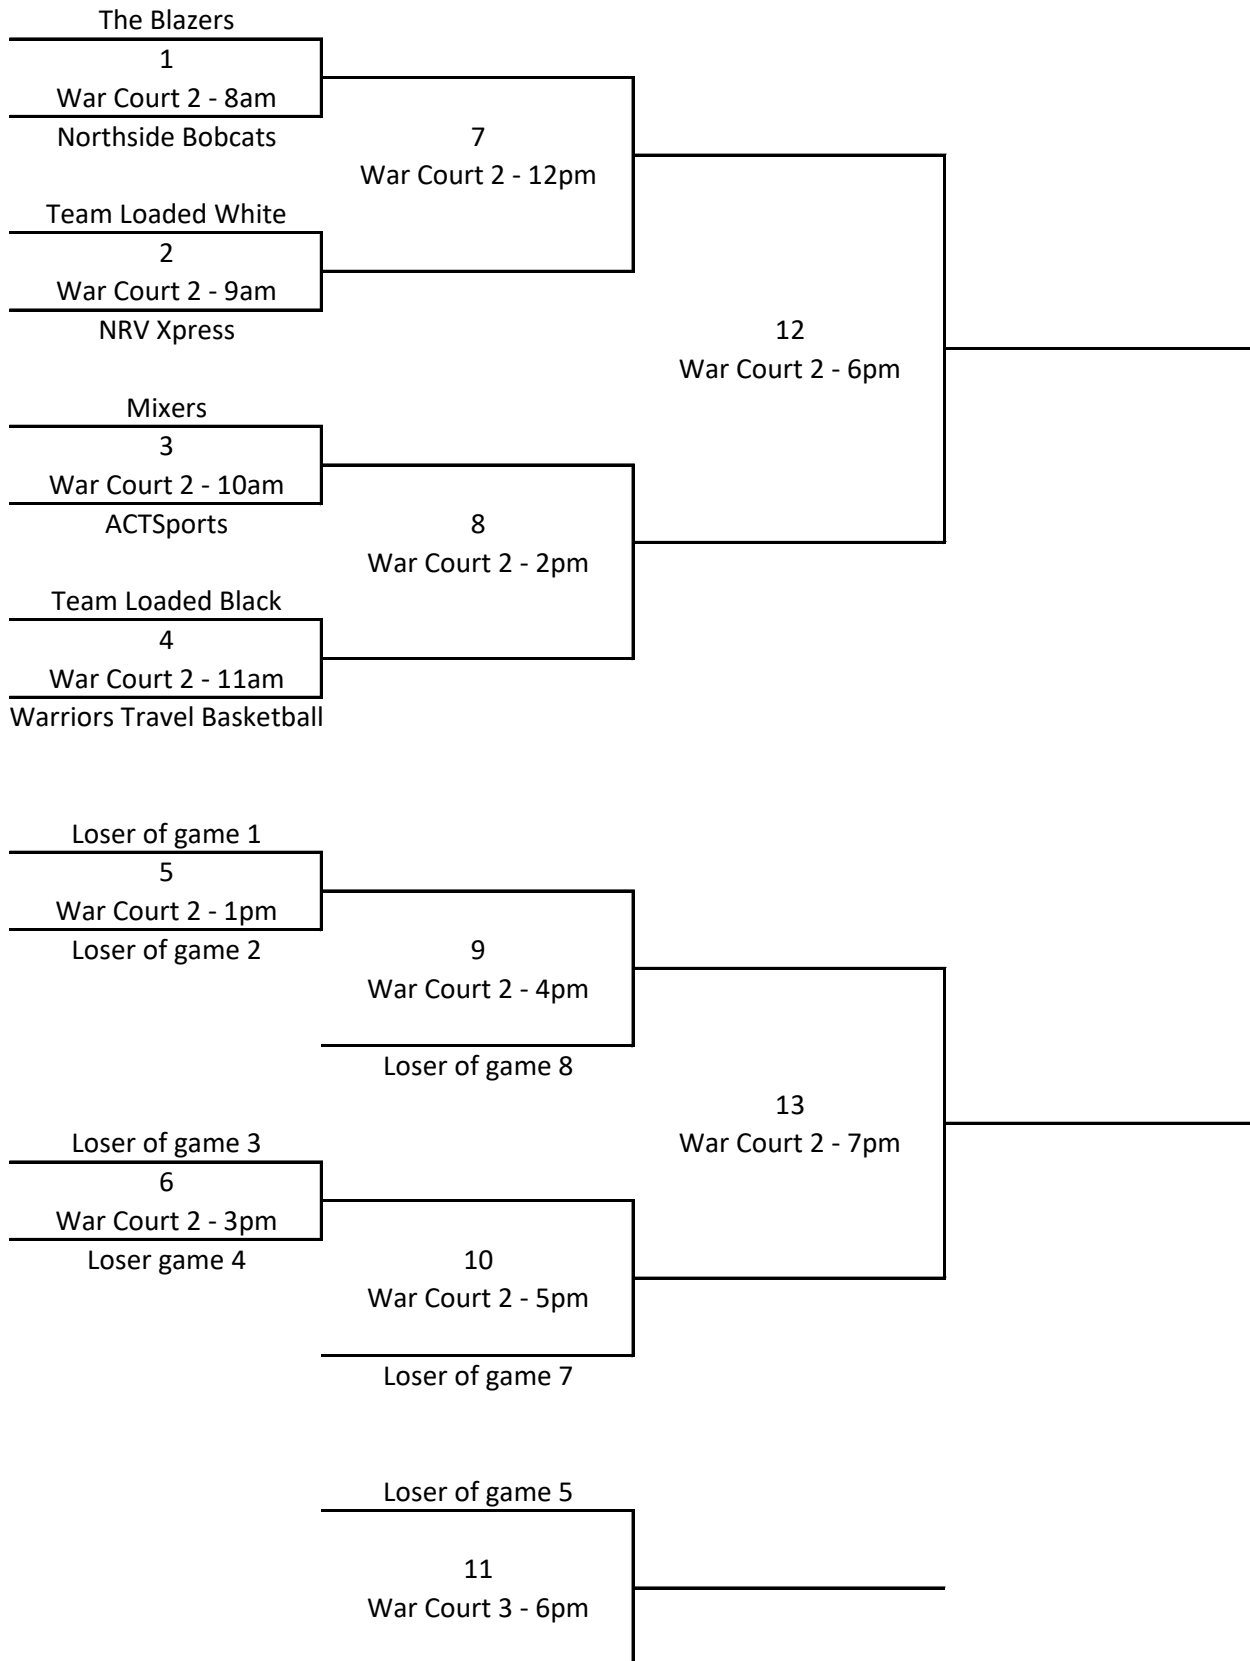 The Blazers
1
War Court 2 - 8am
Northside Bobcats
7
War Court 2 - 12pm
Team Loaded White
2
War Court 2 - 9am
NRV Xpress
12
War Court 2 - 6pm
Mixers
3
War Court 2 - 10am
ACTSports
8
War Court 2 - 2pm
Team Loaded Black
4
War Court 2 - 11am
Warriors Travel Basketball
Loser of game 1
5
War Court 2 - 1pm
Loser of game 2
9
War Court 2 - 4pm
Loser of game 8
13
War Court 2 - 7pm
Loser of game 3
6
War Court 2 - 3pm
Loser game 4
10
War Court 2 - 5pm
Loser of game 7
Loser of game 5
11
War Court 3 - 6pm